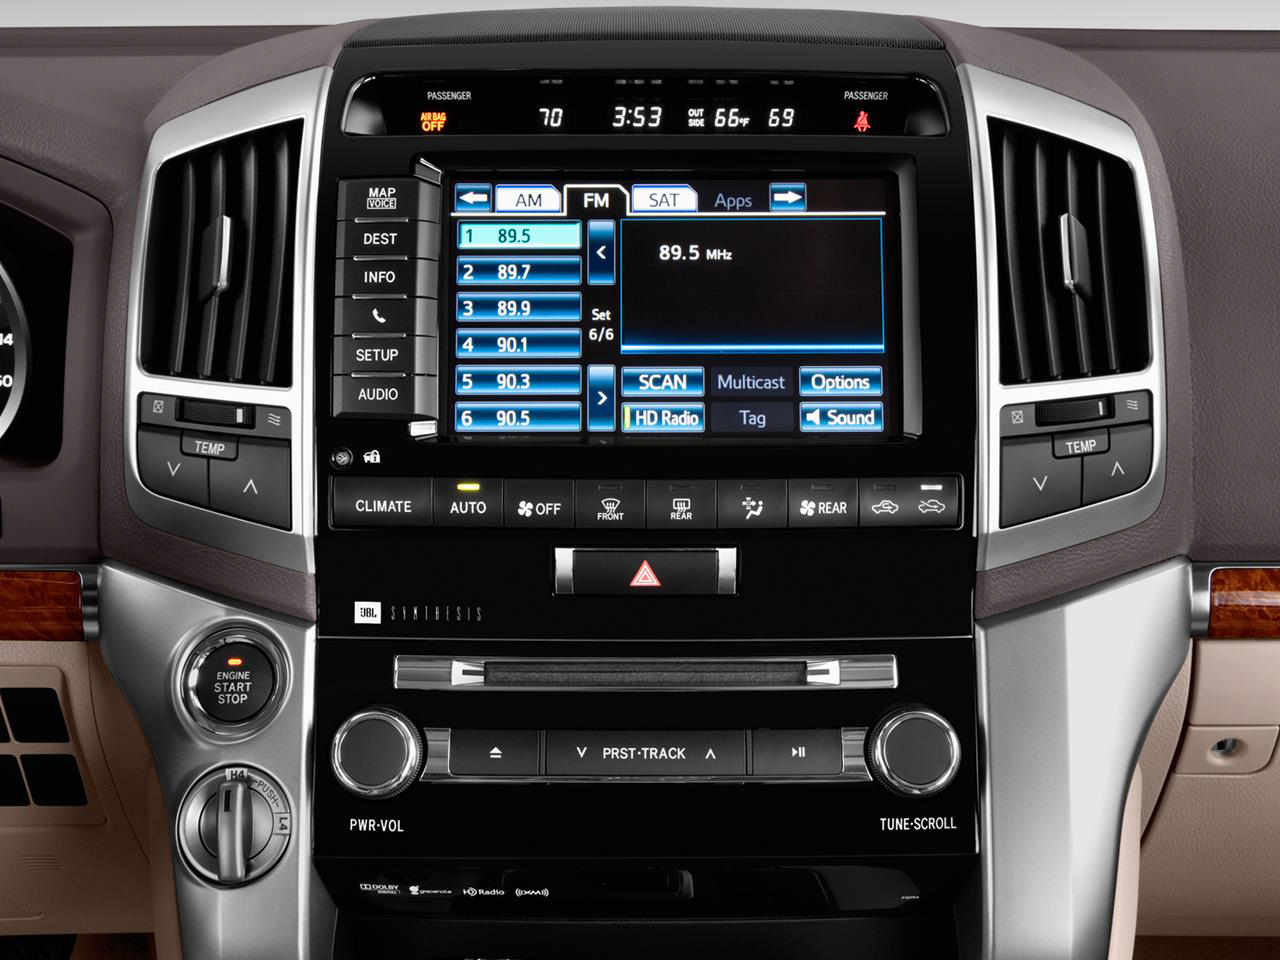 PASSENGER
AIR BAG
OFF
70
3:53
OUT
SIDE
66°F
69
PASSENGER
MAP
VOICE
DEST
INFO
SETUP
AUDIO
AM
FM
SAT
Apps
1 89.5
2 89.7
3 89.9
4 90.1
5 90.3
6 90.5
<
Set
6/6
>
89.5 MHz
SCAN
Multicast
Options
HD Radio
Tag
Sound
TEMP
TEMP
CLIMATE
AUTO
OFF
FRONT
REAR
REAR
JBL SYNTHESIS
ENGINE
START
STOP
PRST·TRACK
H4
PUSH
L4
PWR·VOL
TUNE·SCROLL
DOLBY
DIGITAL
gracenote
HD Radio
((XM))